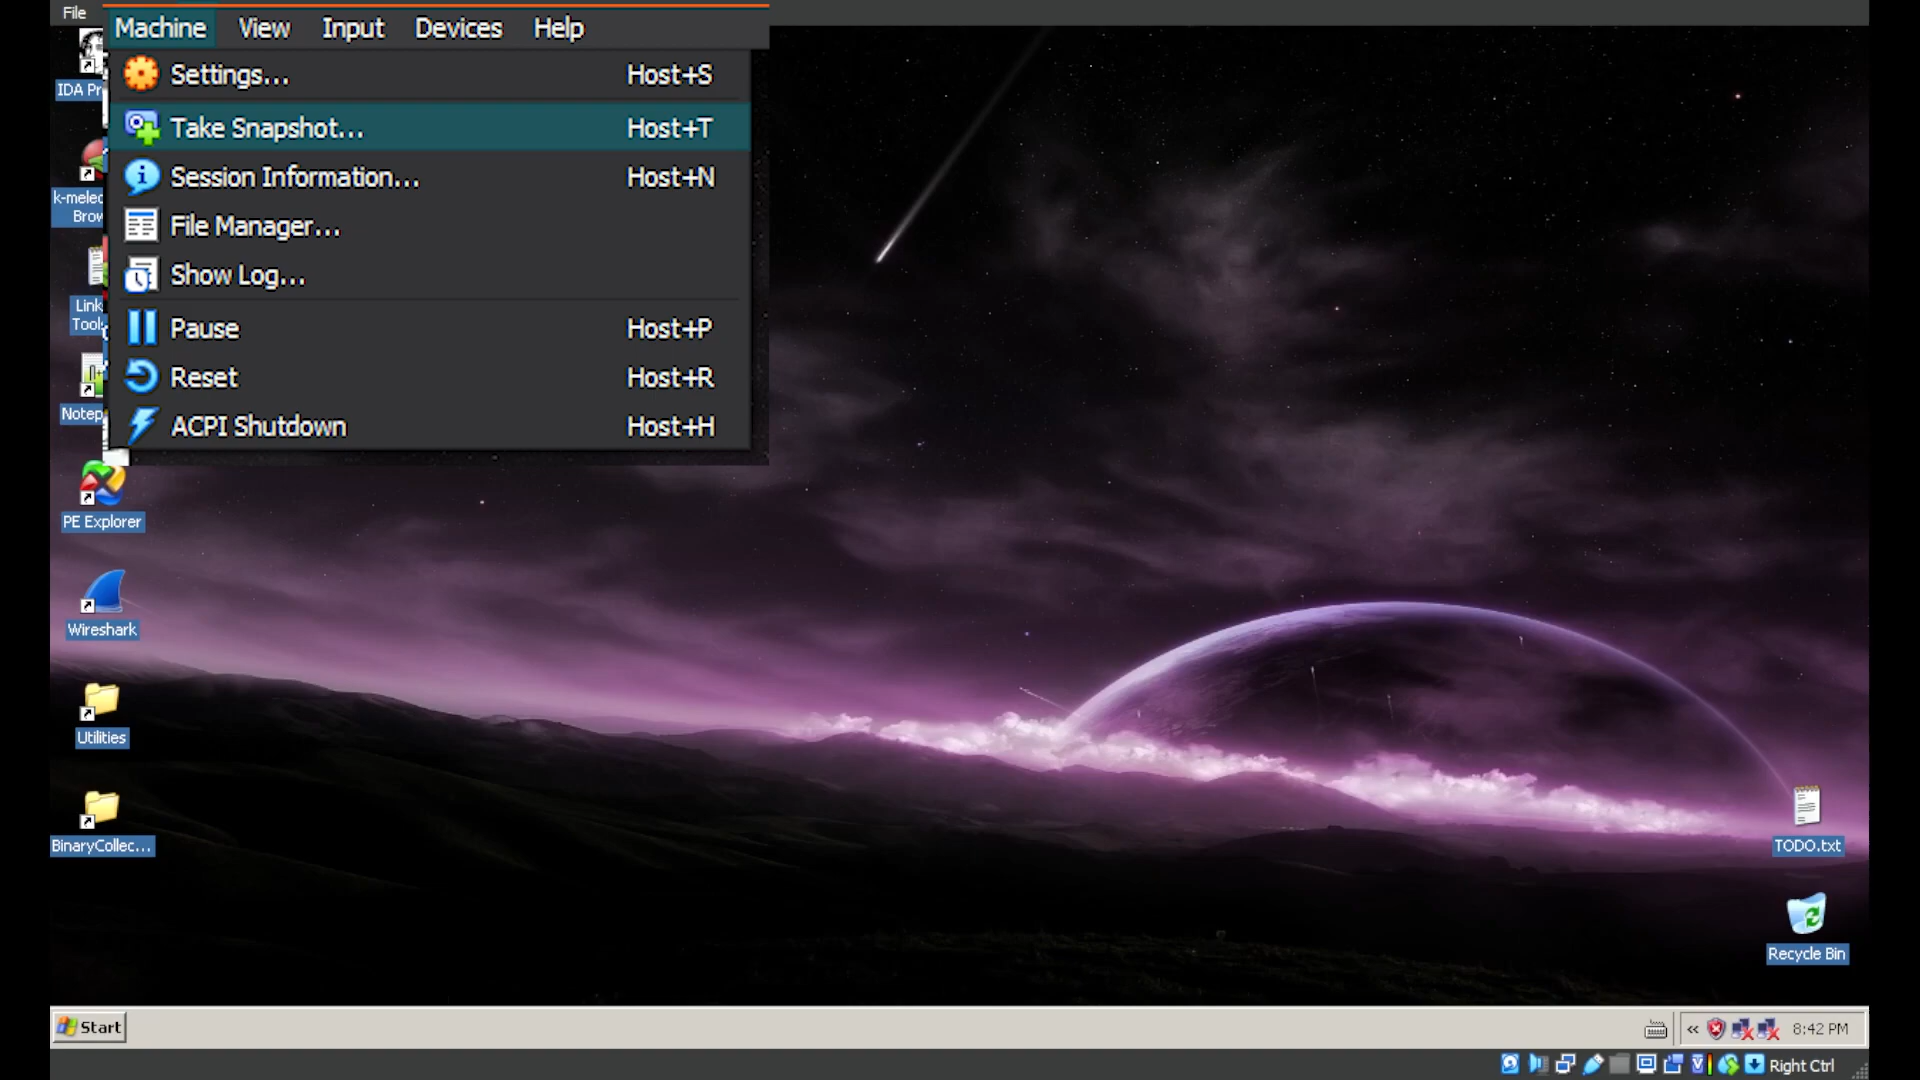 File
Machine View Input Devices Help
Settings... Host+S
Take Snapshot... Host+T
Session Information... Host+N
File Manager...
Show Log...
Pause Host+P
Reset Host+R
ACPI Shutdown Host+H
IDA Pr
k-melec
Brow
Link
Tool
Notep
PE Explorer
Wireshark
Utilities
BinaryCollec...
TODO.txt
Recycle Bin
Start
« 8:42 PM
Right Ctrl